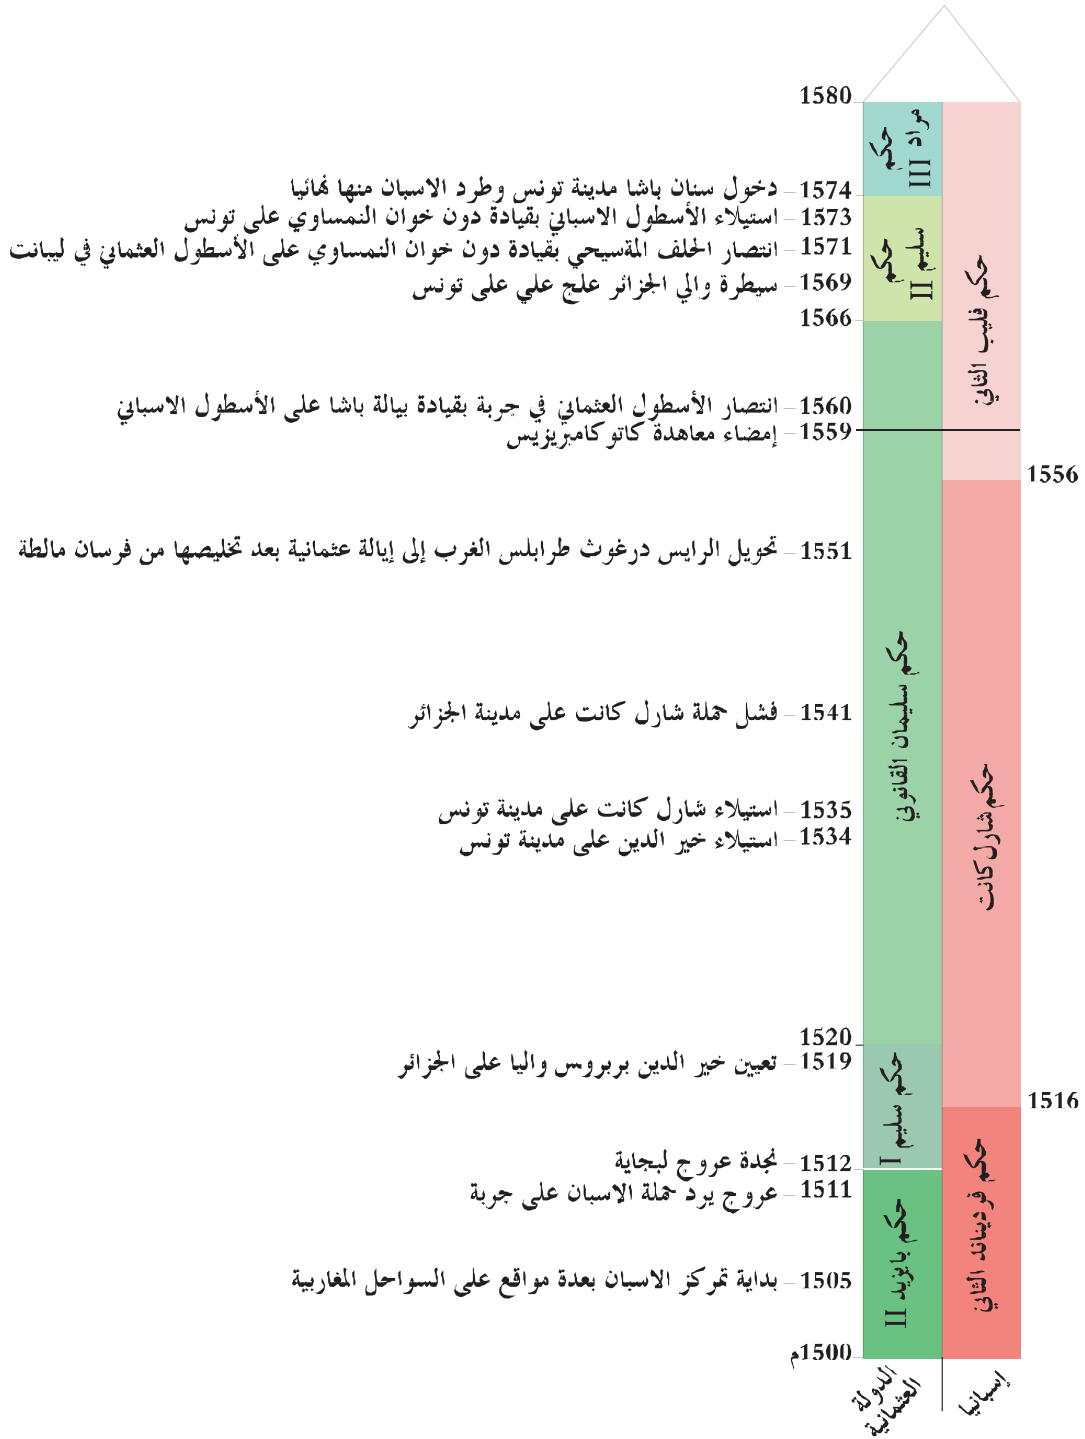 1580
1574 دخول سنان باشا مدينة تونس وطرد الاسبان منها نهائيا
1573 استيلاء الأسطول الاسباني بقيادة دون خوان النمساوي على تونس
1571 انتصار الحلف المةسيحي بقيادة دون خوان النمساوي على الأسطول العثماني في ليبانت
1569 سيطرة والي الجزائر علج علي على تونس
1566
1560 انتصار الأسطول العثماني في جربة بقيادة بيالة باشا على الأسطول الاسباني
1559 إمضاء معاهدة كاتوكامبريزيس
1556
1551 تحويل الرايس درغوث طرابلس الغرب إلى إيالة عثمانية بعد تخليصها من فرسان مالطة
1541 فشل حملة شارل كانت على مدينة الجزائر
1535 استيلاء شارل كانت على مدينة تونس
1534 استيلاء خير الدين على مدينة تونس
1520
1519 تعيين خير الدين بربروس واليا على الجزائر
1516
1512 نجدة عروج لبجاية
1511 عروج يرد حملة الاسبان على جربة
1505 بداية تمركز الاسبان بعدة مواقع على السواحل المغاربية
1500م
حكم فليب الثاني
حكم شارل كانت
حكم فرديناند الثاني
إسبانيا
حكم
مراد III
حكم
سليم II
حكم سليمان القانوني
حكم سليم I
حكم بايزيد II
الدولة
العثمانية